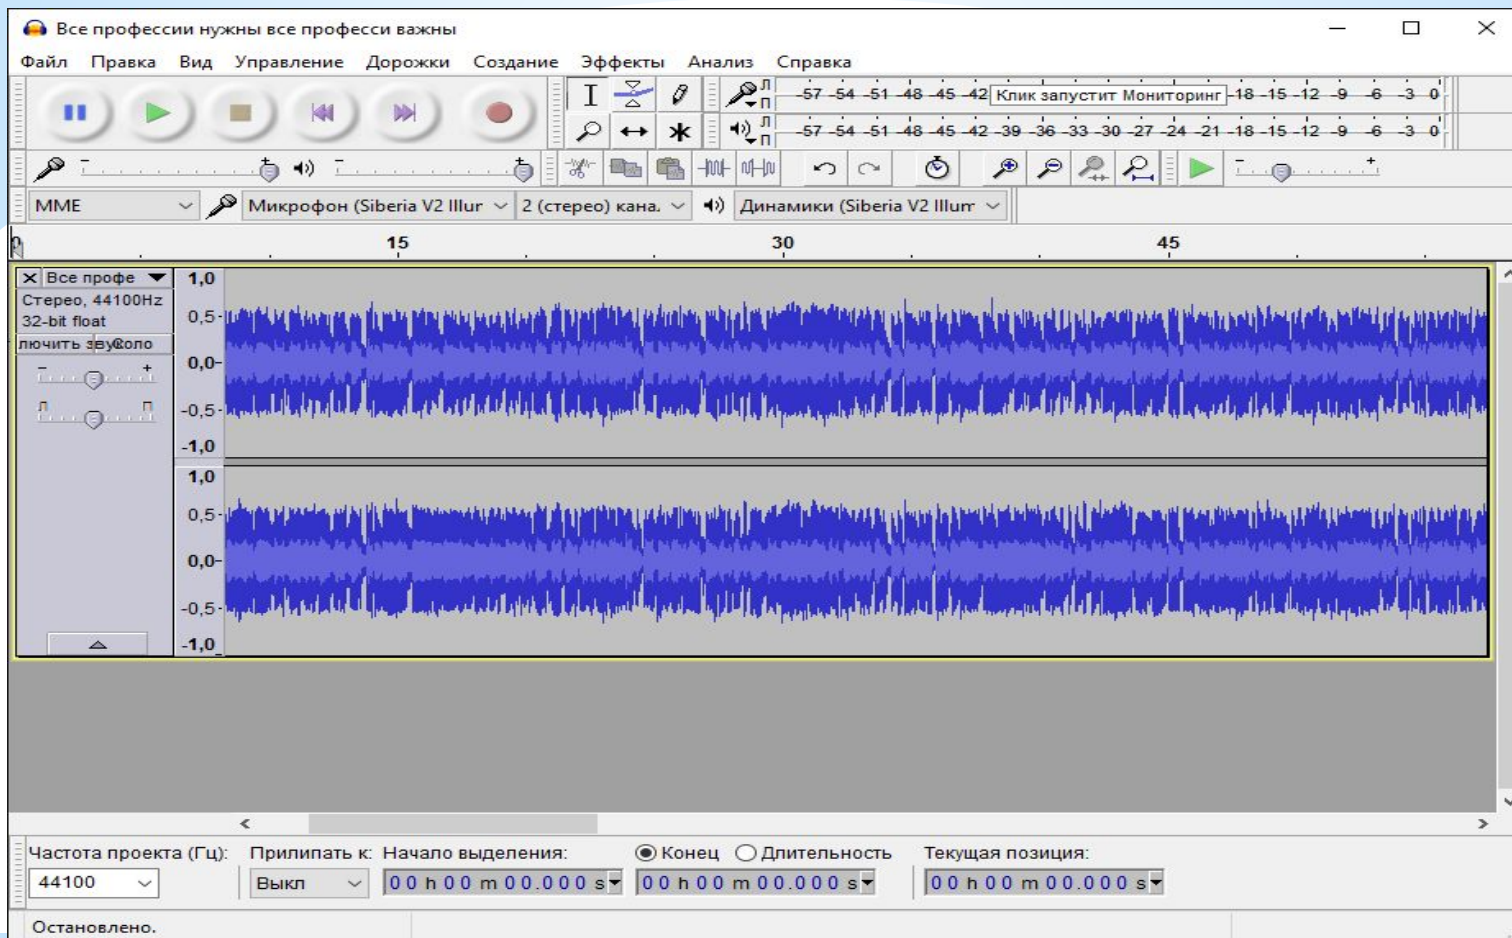 Все профессии нужны все професси важны
Файл Правка Вид Управление Дорожки Создание Эффекты Анализ Справка
Л
П
-57 -54 -51 -48 -45 -42 Клик запустит Мониторинг -18 -15 -12 -9 -6 -3 0
Л
П
-57 -54 -51 -48 -45 -42 -39 -36 -33 -30 -27 -24 -21 -18 -15 -12 -9 -6 -3 0
MME Микрофон (Siberia V2 Illur 2 (стерео) кана. Динамики (Siberia V2 Illum
15 30 45
Все профе 1,0
Стерео, 44100Hz
32-bit float
0,5
лючить зву Соло
0,0
- +
Л П
-0,5
-1,0
1,0
0,5
0,0
-0,5
-1,0
Частота проекта (Гц): Прилипать к: Начало выделения: Конец Длительность Текущая позиция:
44100 Выкл 00 h 00 m 00.000 s 00 h 00 m 00.000 s 00 h 00 m 00.000 s
Остановлено.